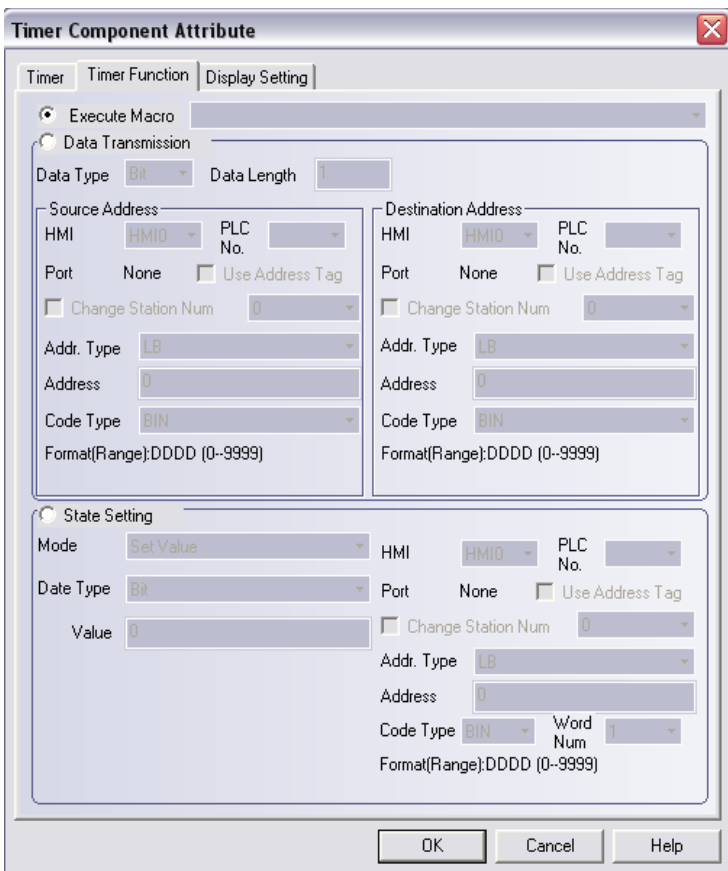 Timer Component Attribute
Timer Timer Function Display Setting
Execute Macro
Data Transmission
Data Type Bit Data Length 1
Source Address
HMI HMI0 PLC No.
Port None Use Address Tag
Change Station Num 0
Addr. Type LB
Address 0
Code Type BIN
Format(Range):DDDD (0--9999)
Destination Address
HMI HMI0 PLC No.
Port None Use Address Tag
Change Station Num 0
Addr. Type LB
Address 0
Code Type BIN
Format(Range):DDDD (0--9999)
State Setting
Mode Set Value
Date Type Bit
Value 0
HMI HMI0 PLC No.
Port None Use Address Tag
Change Station Num 0
Addr. Type LB
Address 0
Code Type BIN Word Num 1
Format(Range):DDDD (0--9999)
OK Cancel Help